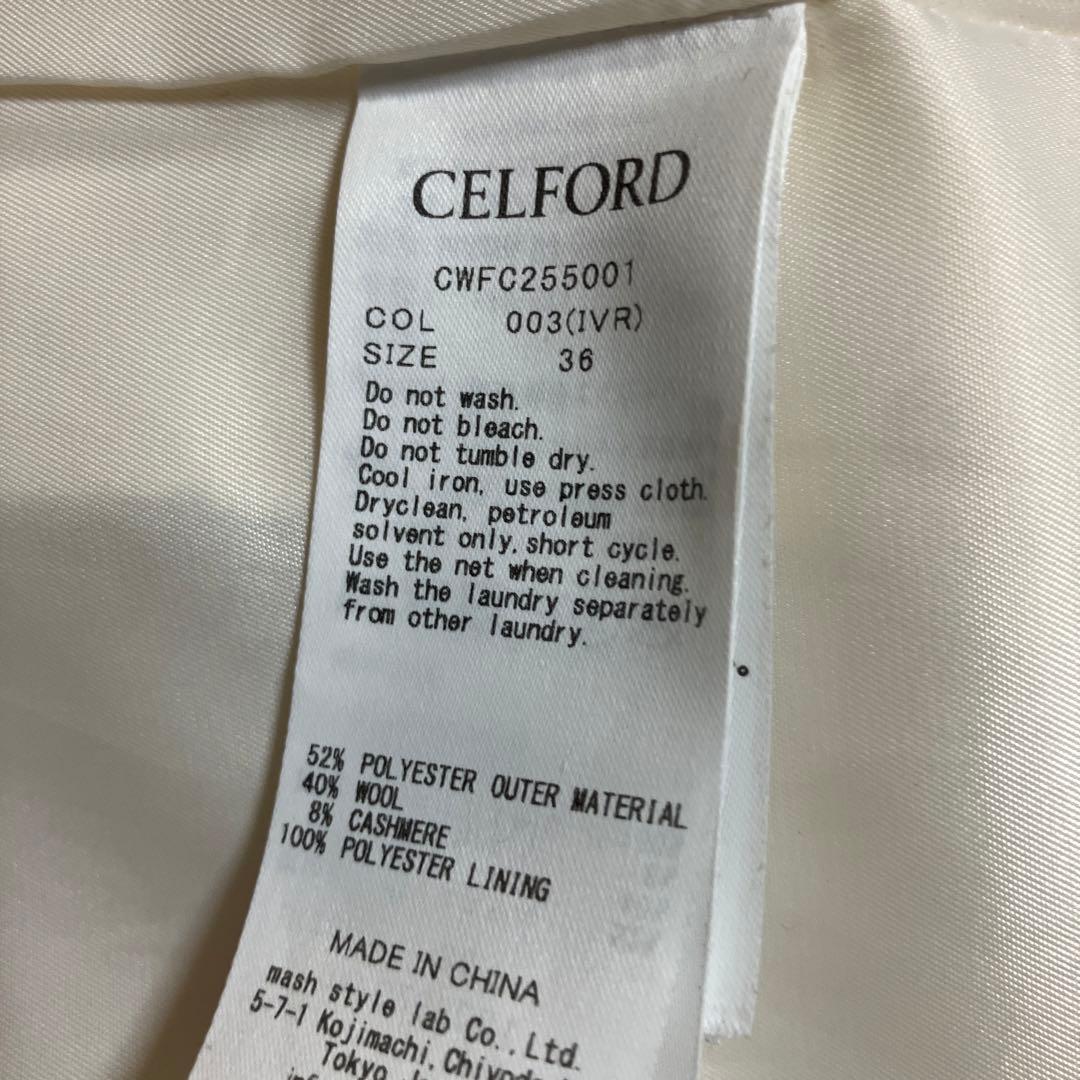 CELFORD
CWFC255001
COL 003(IVR)
SIZE 36
Do not wash.
Do not bleach.
Do not tumble dry.
Cool iron, use press cloth.
Dryclean, petroleum
solvent only, short cycle.
Use the net when cleaning.
Wash the laundry separately
from other laundry.
52% POLYESTER OUTER MATERIAL
40% WOOL
8% CASHMERE
100% POLYESTER LINING
MADE IN CHINA
mash style lab Co., Ltd.
5-7-1 Kojimachi,
Tokyo